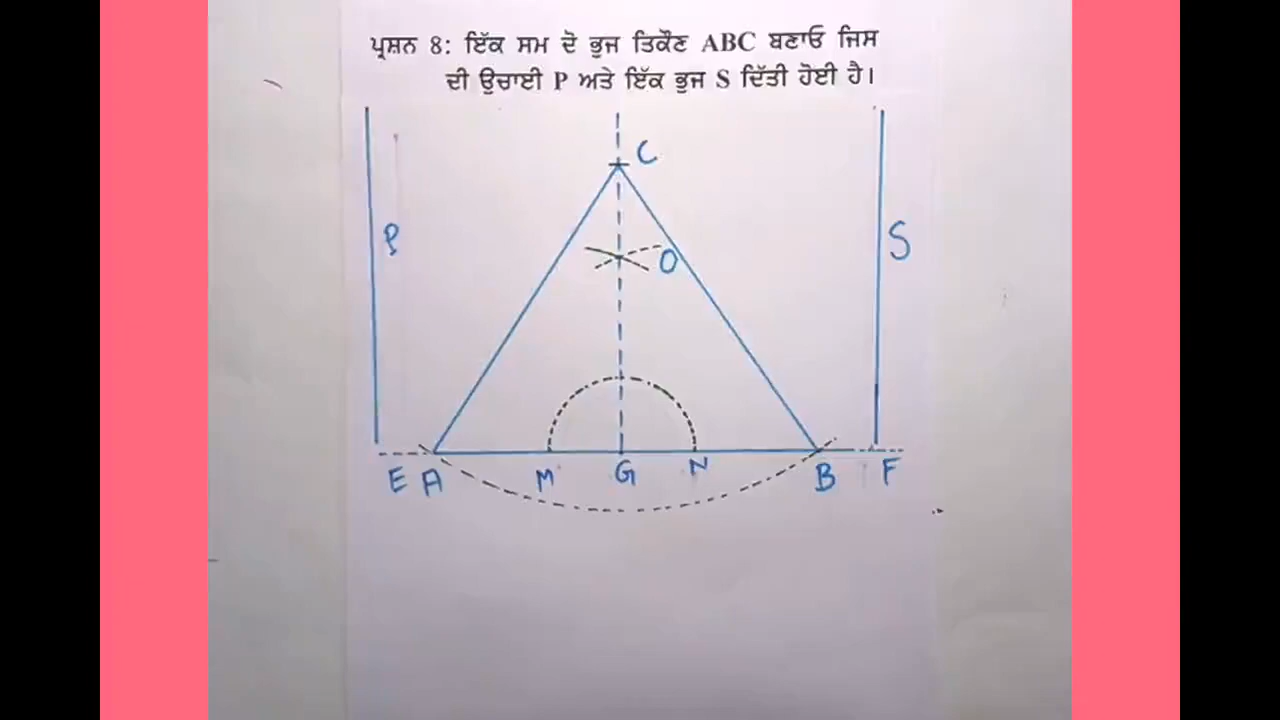 ਪ੍ਰਸ਼ਨ 8: ਇੱਕ ਸਮ ਦੋ ਭੁਜ ਤਿਕੌਣ ABC ਬਣਾਓ ਜਿਸ
ਦੀ ਉਚਾਈ P ਅਤੇ ਇੱਕ ਭੁਜ S ਦਿੱਤੀ ਹੋਈ ਹੈ।
C
P
O
S
E A M G N B F